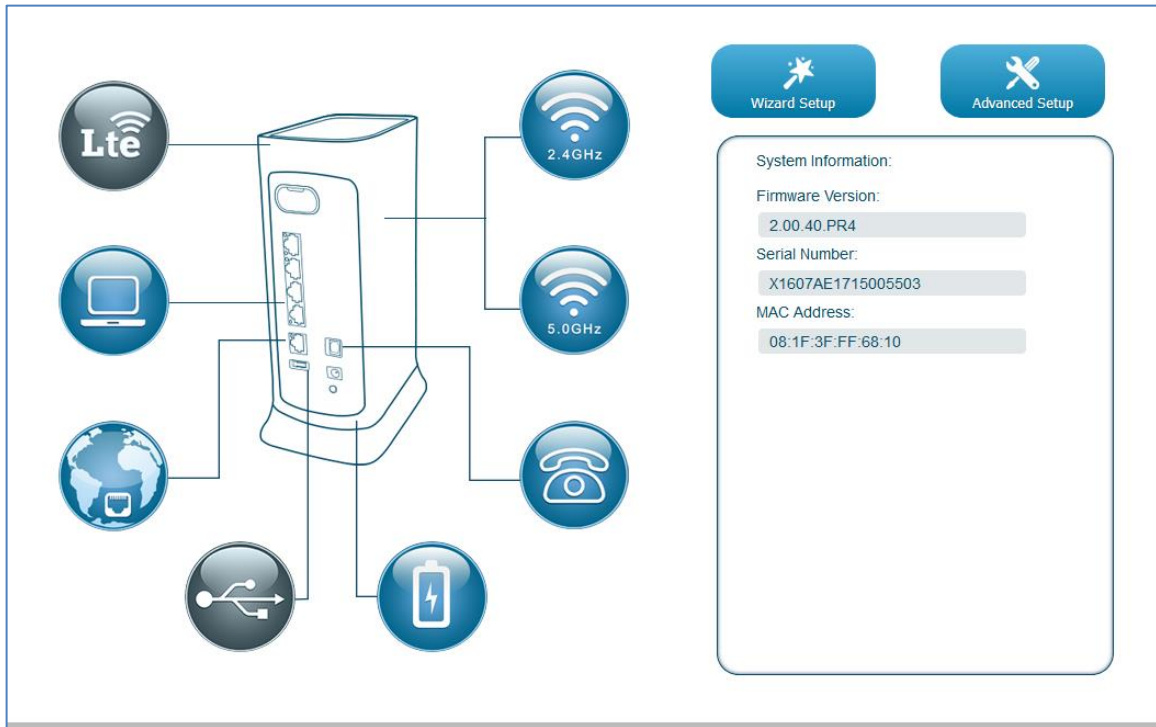 Wizard Setup
Advanced Setup
Lte
2.4GHz
5.0GHz
System Information:
Firmware Version:
2.00.40.PR4
Serial Number:
X1607AE1715005503
MAC Address:
08:1F:3F:FF:68:10